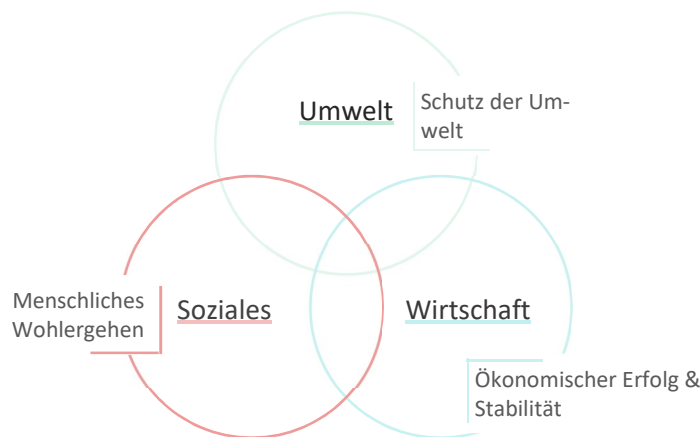 Umwelt
Schutz der Um-
welt
Menschliches
Wohlergehen
Soziales
Wirtschaft
Ökonomischer Erfolg &
Stabilität